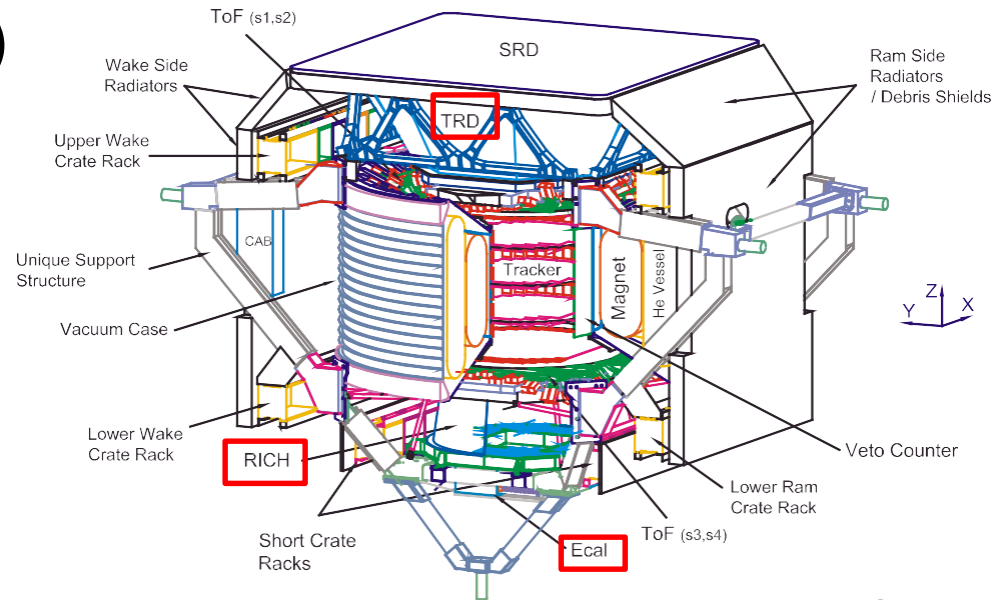 ToF (s1,s2)
SRD
Wake Side
Radiators
Ram Side
Radiators
/ Debris Shields
TRD
Upper Wake
Crate Rack
CAB
Unique Support
Structure
Tracker
Magnet
He Vessel
Z
X
Y
Vacuum Case
Lower Wake
Crate Rack
RICH
Veto Counter
Lower Ram
Crate Rack
ToF (s3,s4)
Short Crate
Racks
Ecal